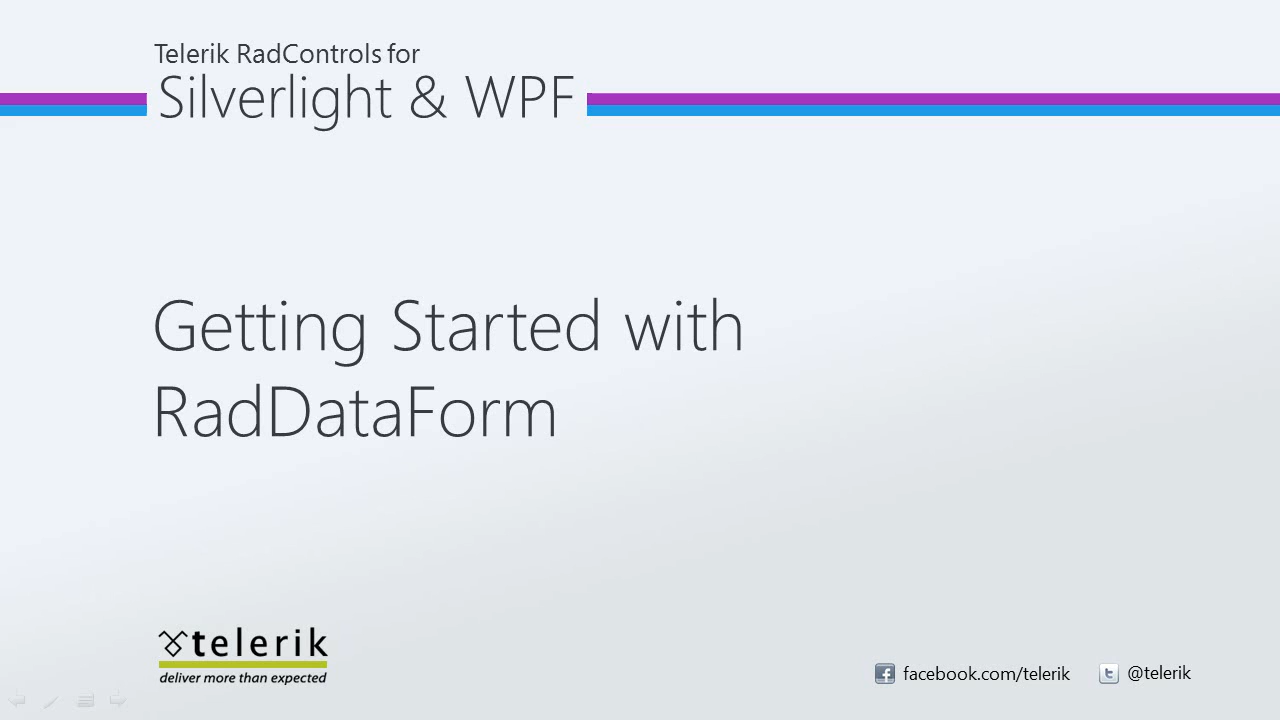 Telerik RadControls for
Silverlight & WPF
Getting Started with
RadDataForm
telerik
deliver more than expected
facebook.com/telerik
@telerik